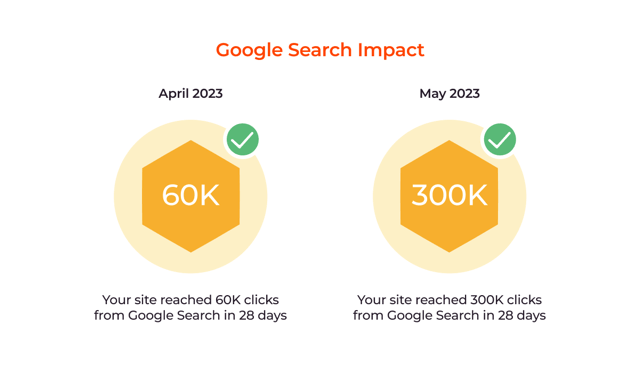 Google Search Impact
April 2023
60K
Your site reached 60K clicks
from Google Search in 28 days
May 2023
300K
Your site reached 300K clicks
from Google Search in 28 days